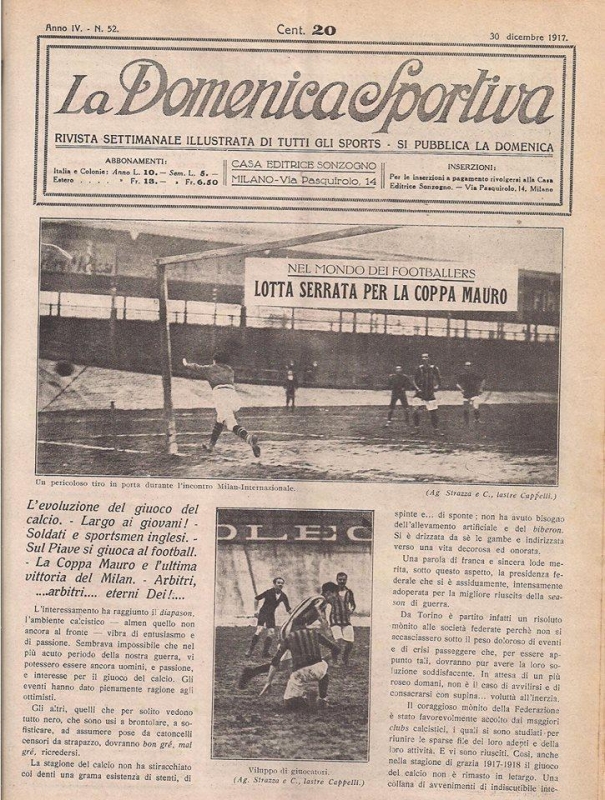 Anno IV. - N. 52.
Cent. 20
30 dicembre 1917.
La Domenica Sportiva
RIVISTA SETTIMANALE ILLUSTRATA DI TUTTI GLI SPORTS - SI PUBBLICA LA DOMENICA
ABBONAMENTI:
Italia e Colonie: Anno L. 10.— Sem. L. 5.—
Estero . . . . . » Fr. 13.— » Fr. 6.50
CASA EDITRICE SONZOGNO
MILANO - Via Pasquirolo, 14
INSERZIONI:
Per le inserzioni a pagamento rivolgersi alla Casa
Editrice Sonzogno. — Via Pasquirolo, 14, Milano
NEL MONDO DEI FOOTBALLERS
LOTTA SERRATA PER LA COPPA MAURO
Un pericoloso tiro in porta durante l'incontro Milan-Internazionale.
(Ag. Strazza e C., lastre Cappelli.)
L'evoluzione del giuoco del
calcio. - Largo ai giovani! -
Soldati e sportsmen inglesi. -
Sul Piave si giuoca al football.
- La Coppa Mauro e l'ultima
vittoria del Milan. - Arbitri,
....arbitri.... eterni Dei!....
L'interessamento ha raggiunto il diapason,
l'ambiente calcistico — almen quello non
ancora al fronte — vibra di entusiasmo e
di passione. Sembrava impossibile che nel
più acuto periodo della nostra guerra, vi
potessero essere ancora uomini, e passione,
e interesse per il giuoco del calcio. Gli
eventi hanno dato pienamente ragione agli
ottimisti.
Gli altri, quelli che per solito vedono
tutto nero, che sono usi a brontolare, a so-
fisticare, ad assumere pose da catoncelli
censori da strapazzo, dovranno bon gré, mal
gré, ricredersi.
La stagione del calcio non ha stiracchiato
coi denti una grama esistenza di stenti, di
OLEC
Viluppo di giuocatori.
(Ag. Strazza e C., lastre Cappelli.)
spinte e... di sponte; non ha avuto bisogno
dell'allevamento artificiale e del biberon.
Si è drizzata da sè le gambe e indirizzata
verso una vita decorosa ed onorata.
Una parola di franca e sincera lode me-
rita, sotto questo aspetto, la presidenza fe-
derale che si è assiduamente, intensamente
adoperata per la migliore riuscita della sea-
son di guerra.
Da Torino è partito infatti un risoluto
mònito alle società federate perchè non si
accasciassero sotto il peso doloroso di eventi
e di crisi passeggere che, per essere ap-
punto tali, dovranno pur avere la loro so-
luzione soddisfacente. In attesa di un più
roseo domani, non è il caso di avvilirsi e di
consacrarsi con supina... voluttà all'inerzia.
Il coraggioso mònito della Federazione
è stato favorevolmente accolto dai maggiori
clubs calcistici, i quali si sono studiati per
riunire le sparse file dei loro adepti e della
loro attività. E vi sono riusciti. Così, anche
nella stagione di grazia 1917-1918 il giuoco
del calcio non è rimasto in letargo. Una
collana di avvenimenti di indiscutibile inte-